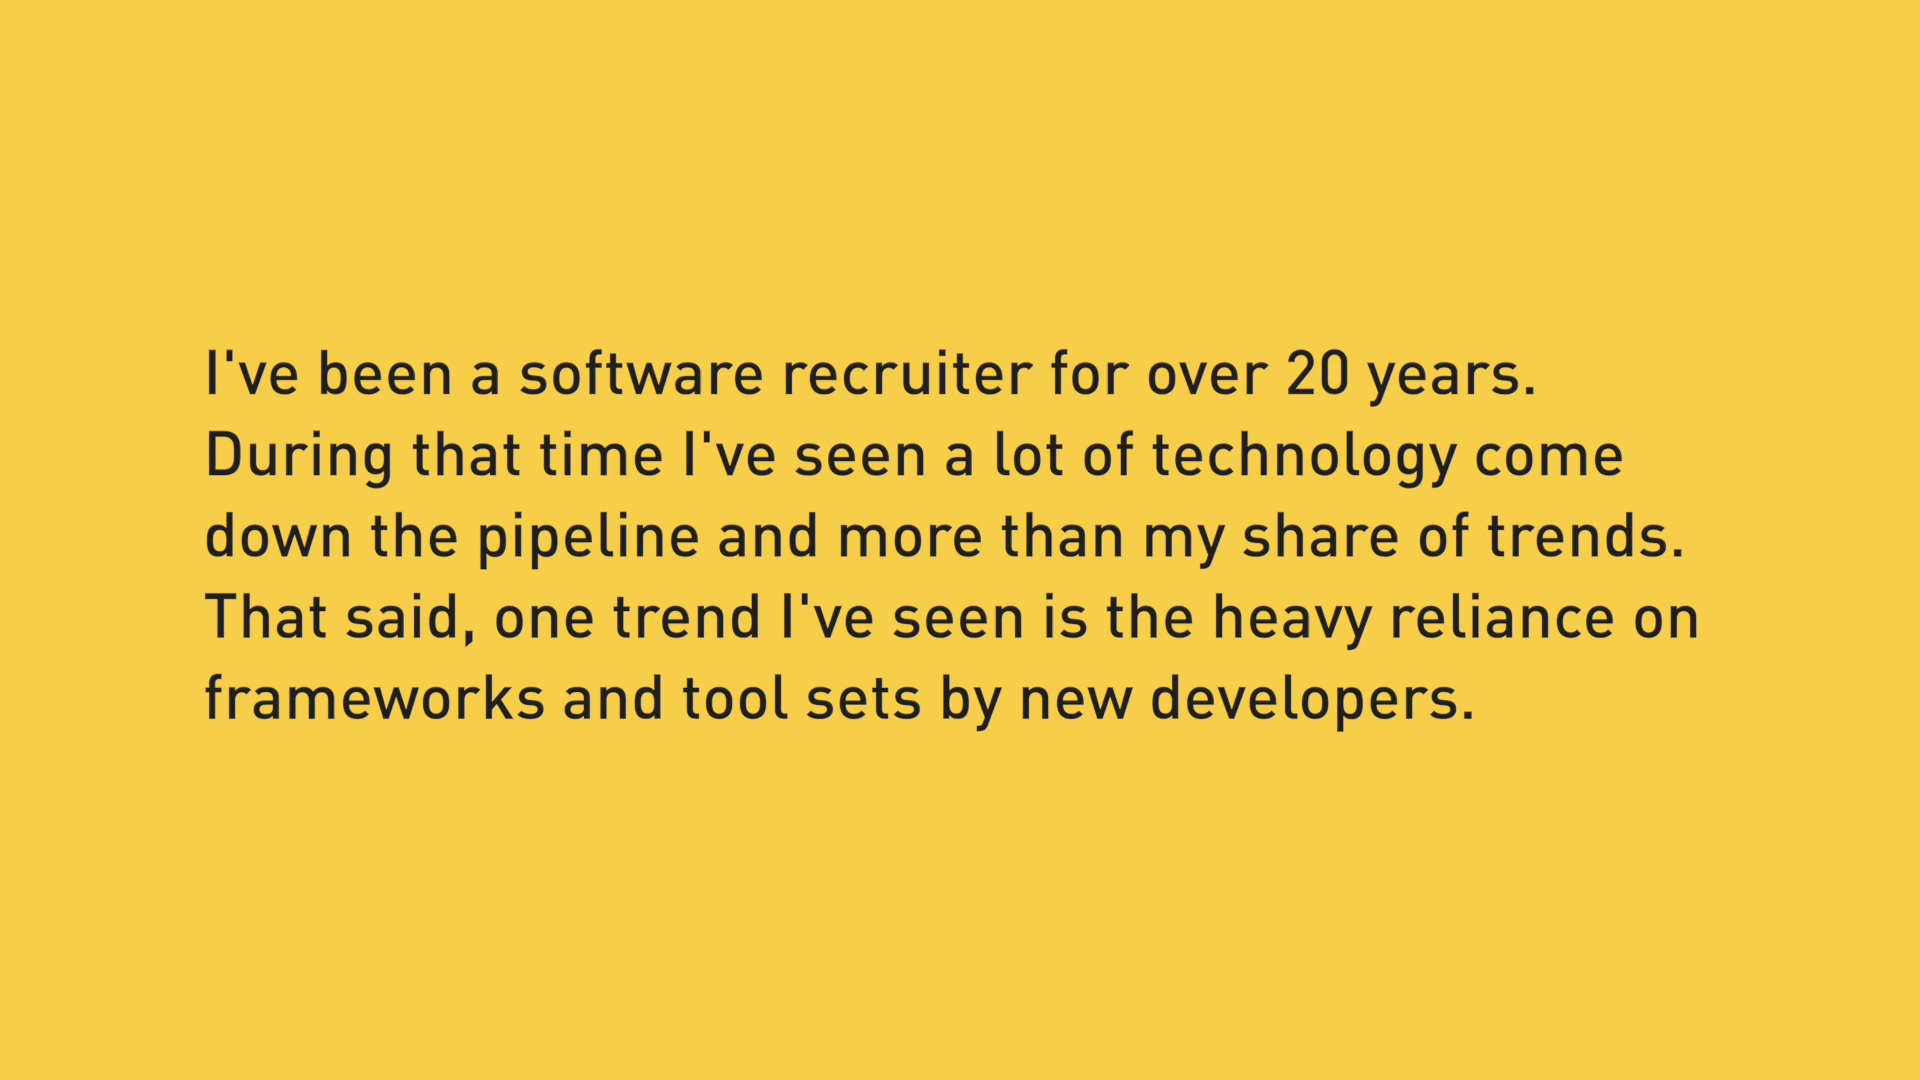 I've been a software recruiter for over 20 years.
During that time I've seen a lot of technology come
down the pipeline and more than my share of trends.
That said, one trend I've seen is the heavy reliance on
frameworks and tool sets by new developers.